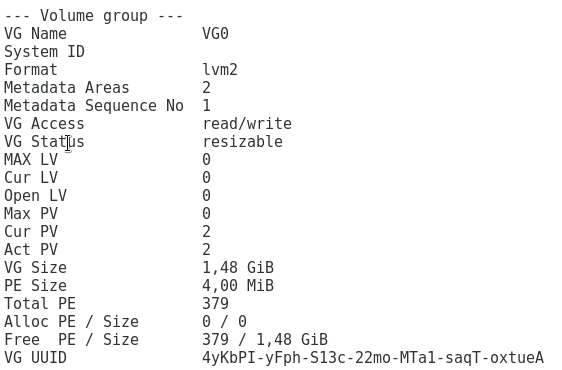 --- Volume group ---
VG Name               VG0
System ID
Format                lvm2
Metadata Areas        2
Metadata Sequence No  1
VG Access             read/write
VG Status             resizable
MAX LV                0
Cur LV                0
Open LV               0
Max PV                0
Cur PV                2
Act PV                2
VG Size               1,48 GiB
PE Size               4,00 MiB
Total PE              379
Alloc PE / Size       0 / 0
Free  PE / Size       379 / 1,48 GiB
VG UUID               4yKbPI-yFph-S13c-22mo-MTa1-saqT-oxtueA